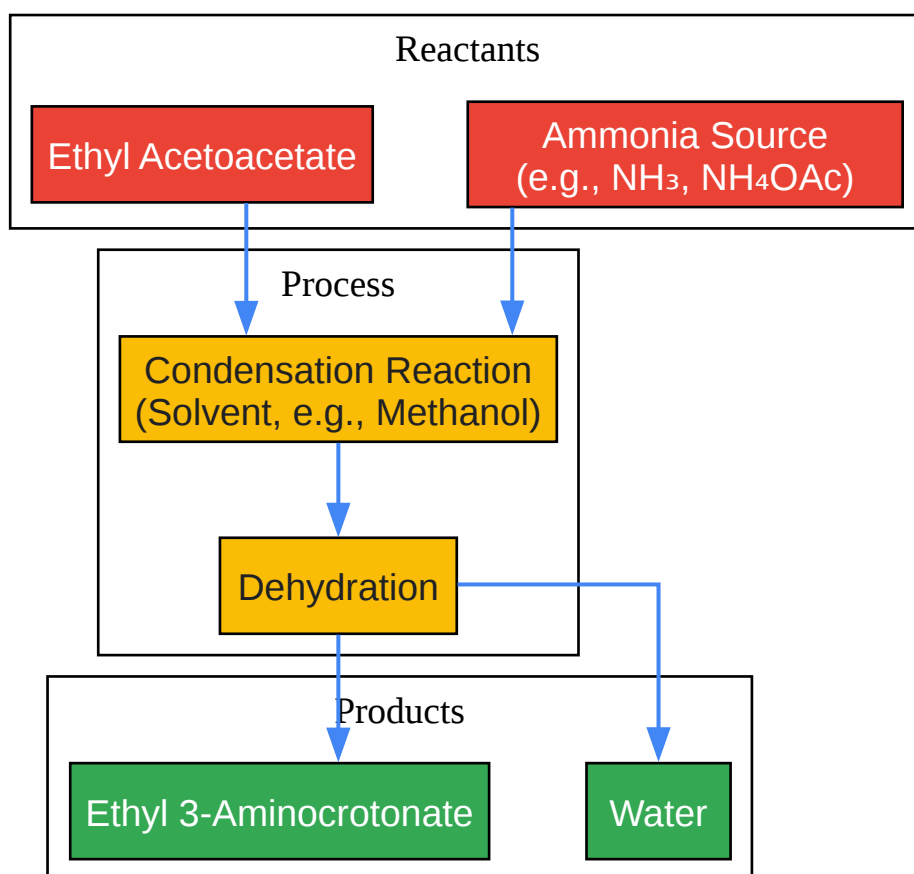 Reactants
Ethyl Acetoacetate
Ammonia Source
(e.g., NH₃, NH₄OAc)
Process
Condensation Reaction
(Solvent, e.g., Methanol)
Dehydration
Products
Ethyl 3-Aminocrotonate
Water